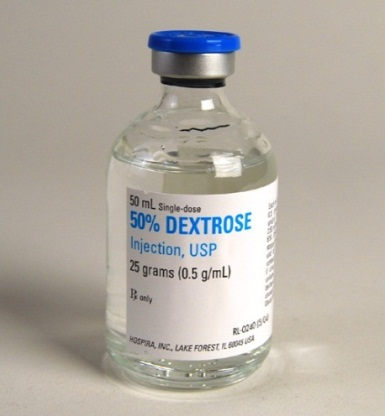 50 mL Single-dose
50% DEXTROSE
Injection, USP
25 grams (0.5 g/mL)
℞ only
HOSPIRA, INC., LAKE FOREST, IL 60045 USA